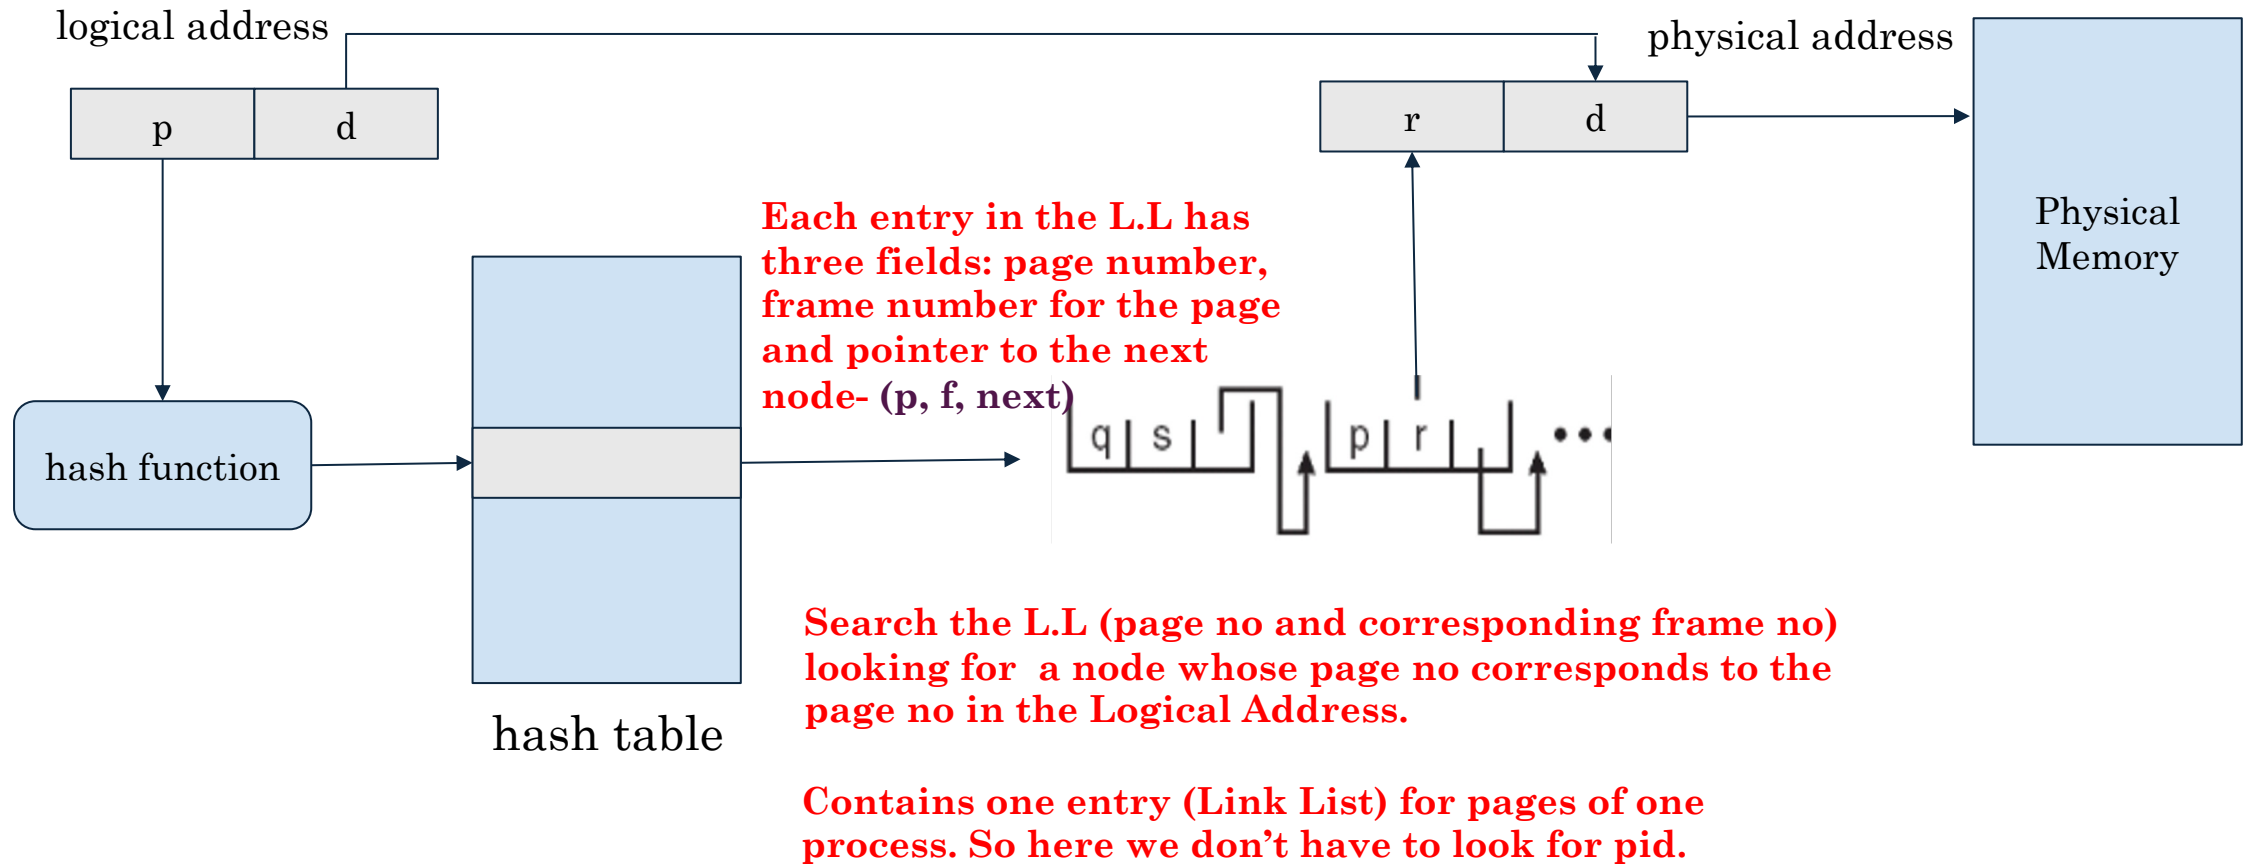 logical address
physical address
p
d
r
d
Physical
Memory
Each entry in the L.L has
three fields: page number,
frame number for the page
and pointer to the next
node- (p, f, next)
hash function
q s
p r
•••
hash table
Search the L.L (page no and corresponding frame no)
looking for a node whose page no corresponds to the
page no in the Logical Address.
Contains one entry (Link List) for pages of one
process. So here we don’t have to look for pid.